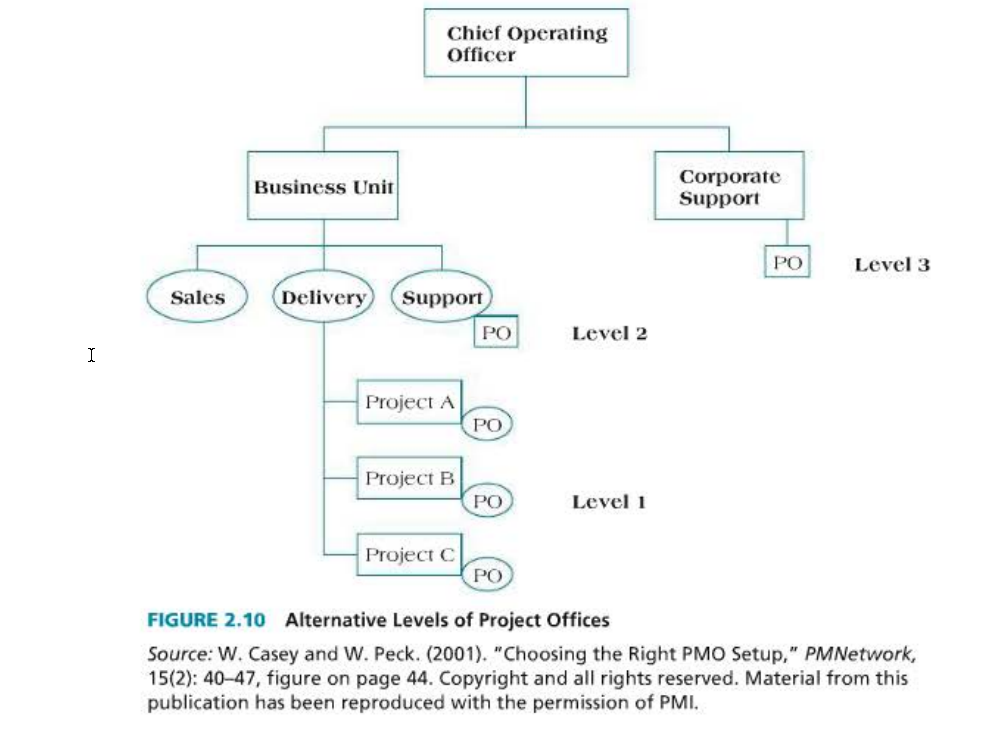 Chief Operating
Officer
Business Unit
Corporate
Support
PO
Level 3
Sales
Delivery
Support
PO
Level 2
Project A
PO
Project B
PO
Level 1
Project C
PO
FIGURE 2.10 Alternative Levels of Project Offices
Source: W. Casey and W. Peck. (2001). "Choosing the Right PMO Setup," PMNetwork,
15(2): 40–47, figure on page 44. Copyright and all rights reserved. Material from this
publication has been reproduced with the permission of PMI.